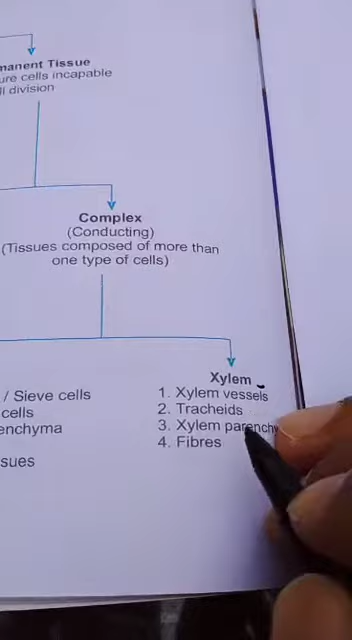 manent Tissue
ure cells incapable
ll division
Complex
(Conducting)
(Tissues composed of more than
one type of cells)
Xylem
/ Sieve cells
1. Xylem vessels
cells
2. Tracheids
enchyma
3. Xylem parenchy
4. Fibres
sues